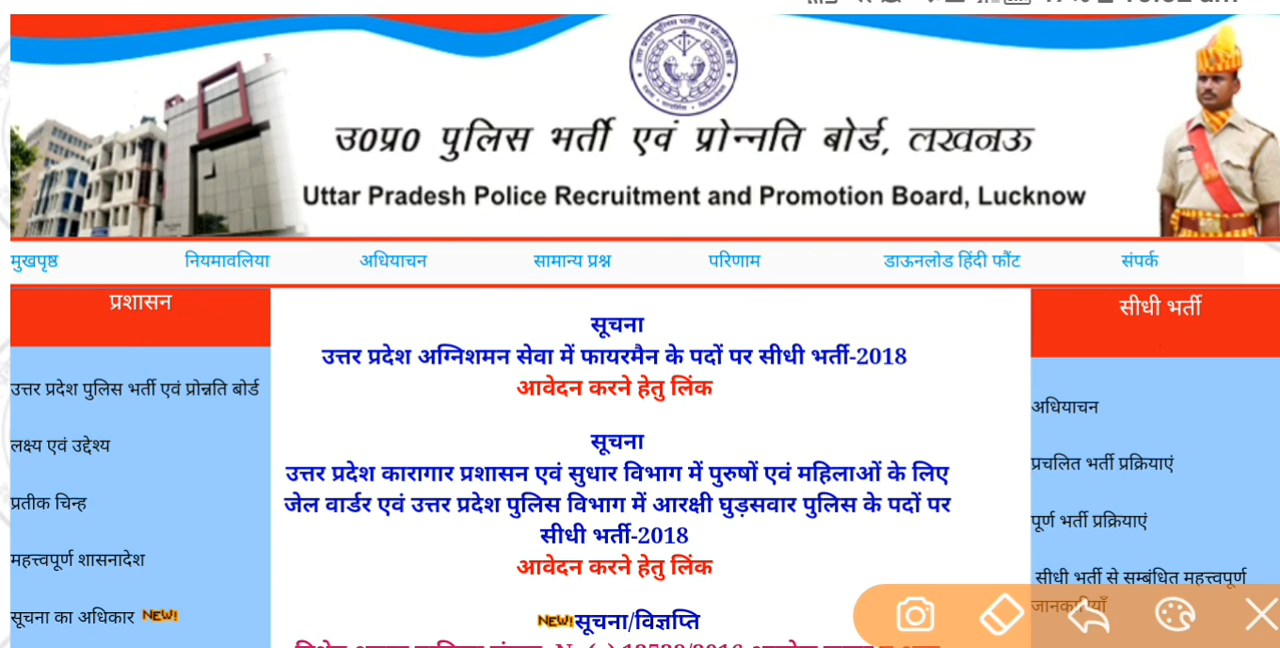 उ0प्र0 पुलिस भर्ती एवं प्रोन्नति बोर्ड, लखनऊ
Uttar Pradesh Police Recruitment and Promotion Board, Lucknow
मुखपृष्ठ नियमावलिया अधियाचन सामान्य प्रश्न परिणाम डाऊनलोड हिंदी फौंट संपर्क
प्रशासन
उत्तर प्रदेश पुलिस भर्ती एवं प्रोन्नति बोर्ड
लक्ष्य एवं उद्देश्य
प्रतीक चिन्ह
महत्त्वपूर्ण शासनादेश
सूचना का अधिकार NEW!
सूचना
उत्तर प्रदेश अग्निशमन सेवा में फायरमैन के पदों पर सीधी भर्ती-2018
आवेदन करने हेतु लिंक
सूचना
उत्तर प्रदेश कारागार प्रशासन एवं सुधार विभाग में पुरुषों एवं महिलाओं के लिए
जेल वार्डर एवं उत्तर प्रदेश पुलिस विभाग में आरक्षी घुड़सवार पुलिस के पदों पर
सीधी भर्ती-2018
आवेदन करने हेतु लिंक
NEW! सूचना/विज्ञप्ति
सीधी भर्ती
अधियाचन
प्रचलित भर्ती प्रक्रियाएं
पूर्ण भर्ती प्रक्रियाएं
सीधी भर्ती से सम्बंधित महत्त्वपूर्ण
जानकारियाँ